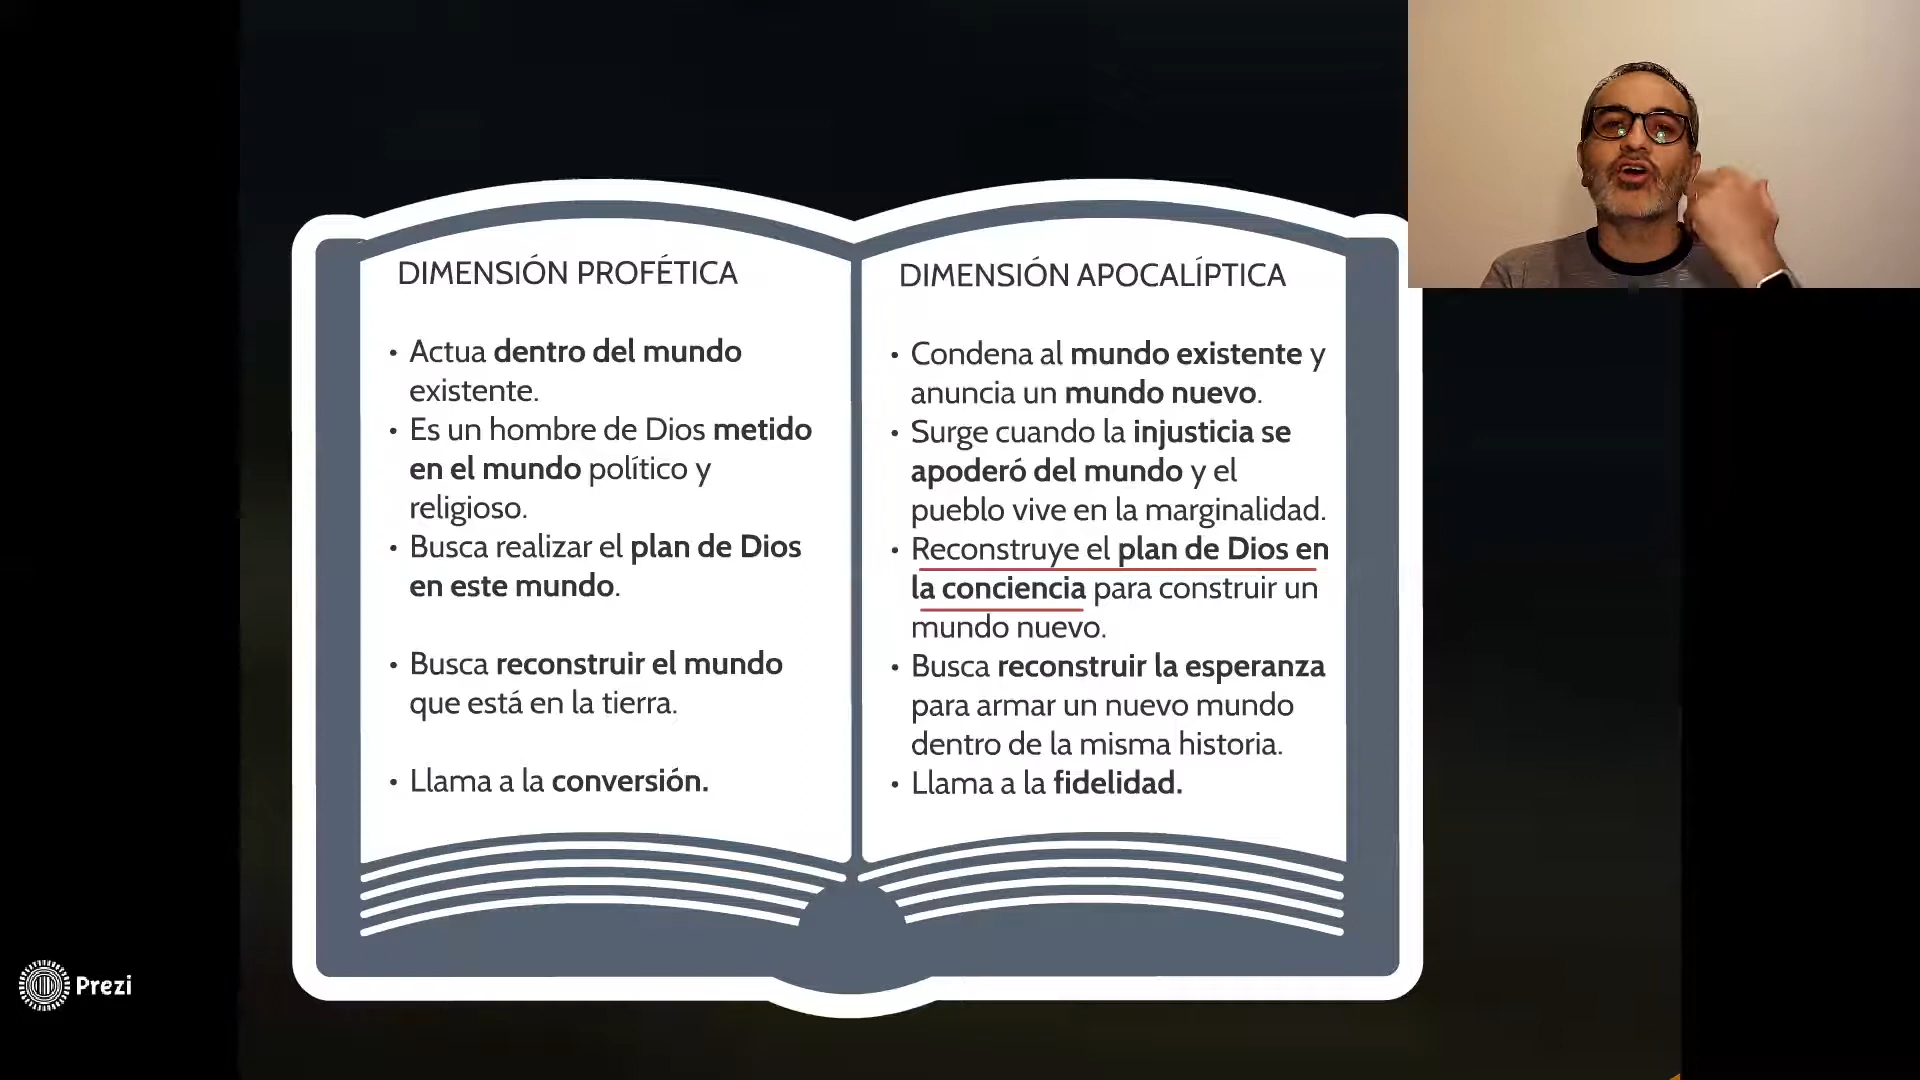 DIMENSIÓN PROFÉTICA
• Actua dentro del mundo
existente.
• Es un hombre de Dios metido
en el mundo político y
religioso.
• Busca realizar el plan de Dios
en este mundo.
• Busca reconstruir el mundo
que está en la tierra.
• Llama a la conversión.
DIMENSIÓN APOCALÍPTICA
• Condena al mundo existente y
anuncia un mundo nuevo.
• Surge cuando la injusticia se
apoderó del mundo y el
pueblo vive en la marginalidad.
• Reconstruye el plan de Dios en
la conciencia para construir un
mundo nuevo.
• Busca reconstruir la esperanza
para armar un nuevo mundo
dentro de la misma historia.
• Llama a la fidelidad.
Prezi